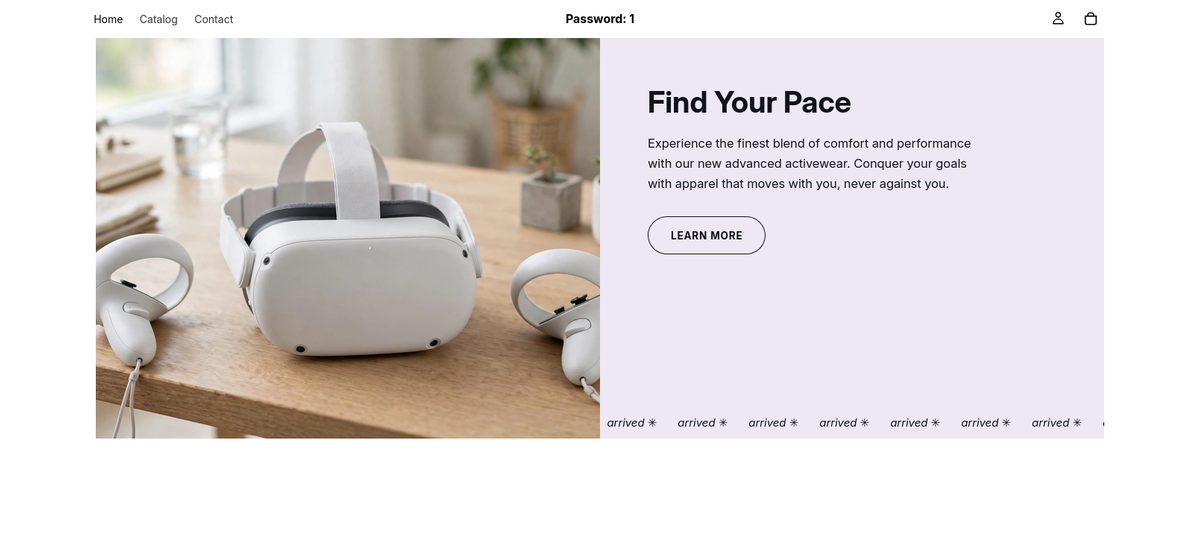 Home Catalog Contact Password: 1
Find Your Pace
Experience the finest blend of comfort and performance
with our new advanced activewear. Conquer your goals
with apparel that moves with you, never against you.
LEARN MORE
arrived ✳ arrived ✳ arrived ✳ arrived ✳ arrived ✳ arrived ✳ arrived ✳